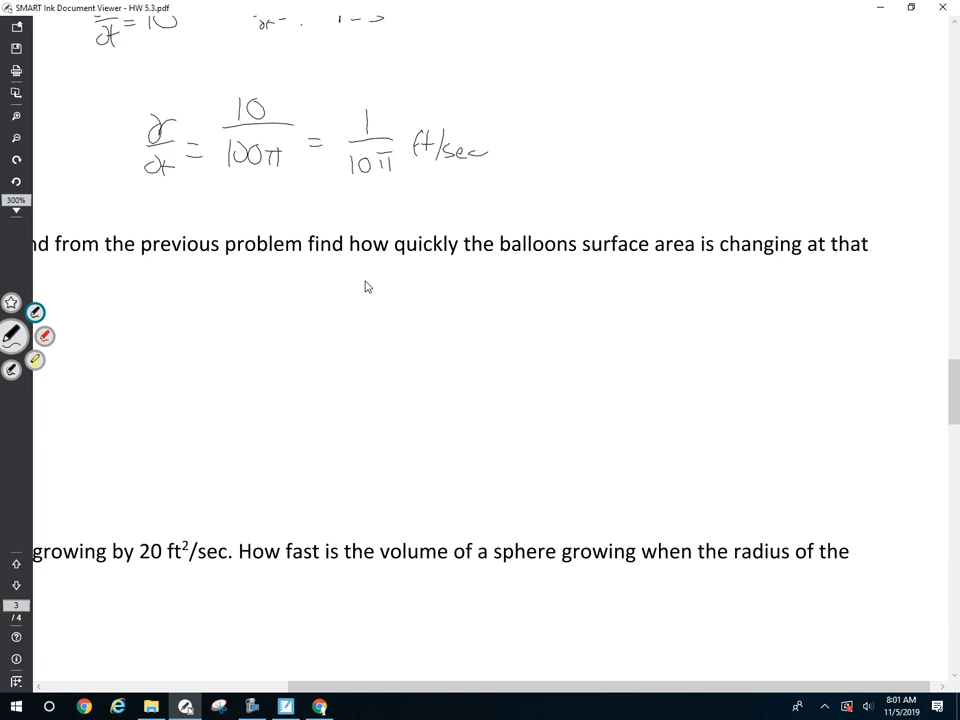 SMART Ink Document Viewer - HW 5.3.pdf
= 10
dr/dt = 10/100π = 1/10π ft/sec
300%
nd from the previous problem find how quickly the balloons surface area is changing at that
growing by 20 ft²/sec. How fast is the volume of a sphere growing when the radius of the
3
/ 4
8:01 AM
11/5/2019